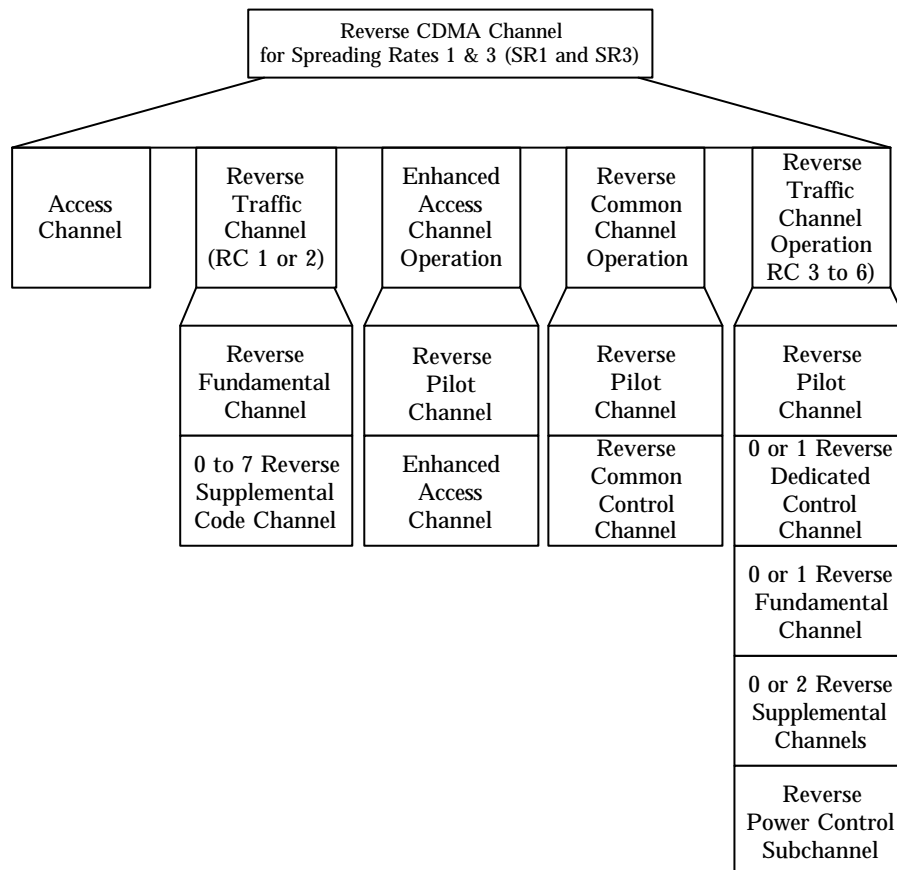 Reverse CDMA Channel
for Spreading Rates 1 & 3 (SR1 and SR3)
Access
Channel
Reverse
Traffic
Channel
(RC 1 or 2)
Enhanced
Access
Channel
Operation
Reverse
Common
Channel
Operation
Reverse
Traffic
Channel
Operation
RC 3 to 6)
Reverse
Fundamental
Channel
Reverse
Pilot
Channel
Reverse
Pilot
Channel
Reverse
Pilot
Channel
0 to 7 Reverse
Supplemental
Code Channel
Enhanced
Access
Channel
Reverse
Common
Control
Channel
0 or 1 Reverse
Dedicated
Control
Channel
0 or 1 Reverse
Fundamental
Channel
0 or 2 Reverse
Supplemental
Channels
Reverse
Power Control
Subchannel